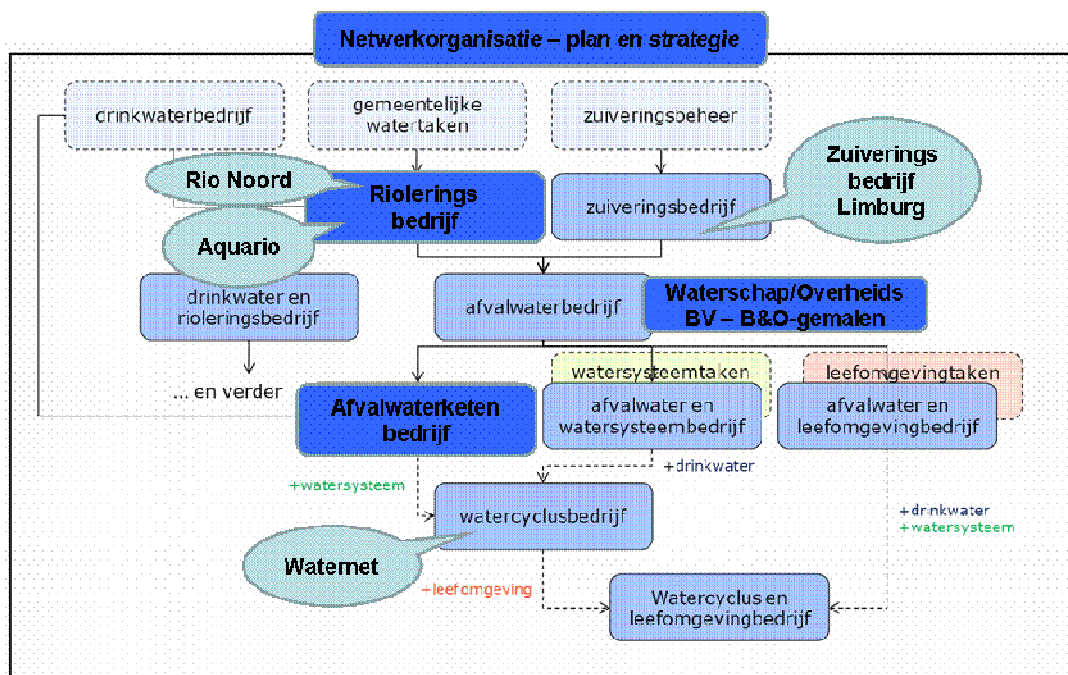 Netwerkorganisatie – plan en strategie
drinkwaterbedrijf
gemeentelijke
watertaken
zuiveringsbeheer
Rio Noord
Riolerings
bedrijf
zuiveringsbedrijf
Zuiverings
bedrijf
Limburg
Aquario
drinkwater en
rioleringsbedrijf
afvalwaterbedrijf
Waterschap/Overheids
BV – B&O-gemalen
... en verder
watersysteemtaken
leefomgevingtaken
Afvalwaterketen
bedrijf
afvalwater en
watersysteembedrijf
afvalwater en
leefomgevingbedrijf
+drinkwater
+watersysteem
watercyclusbedrijf
+drinkwater
+watersysteem
Waternet
+leefomgeving
Watercyclus en
leefomgevingbedrijf